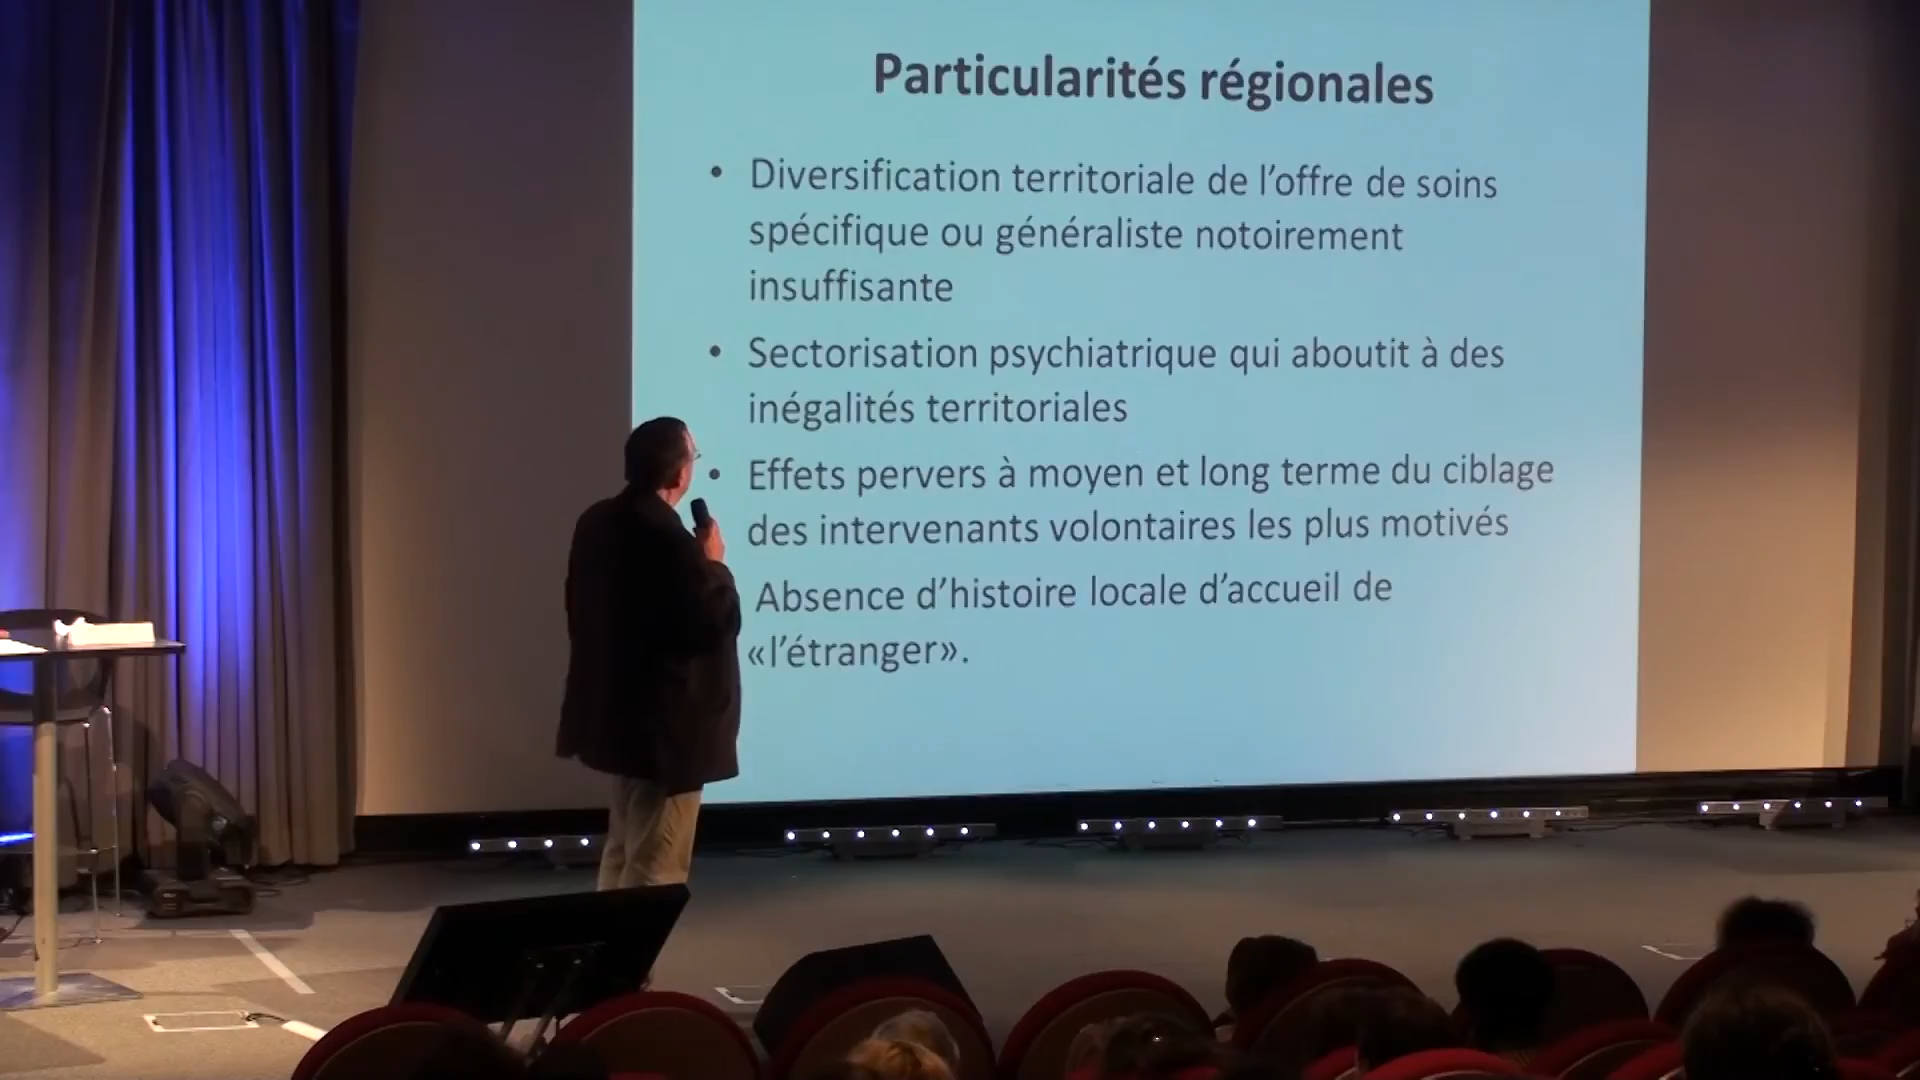 Particularités régionales
• Diversification territoriale de l’offre de soins
spécifique ou généraliste notoirement
insuffisante
• Sectorisation psychiatrique qui aboutit à des
inégalités territoriales
• Effets pervers à moyen et long terme du ciblage
des intervenants volontaires les plus motivés
Absence d’histoire locale d’accueil de
«l’étranger».